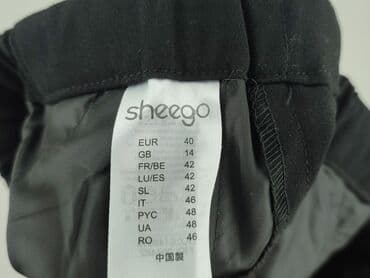 sheego
EUR 40
GB 14
FR/BE 42
LU/ES 42
SL 42
IT 46
PYC 48
UA 48
RO 46
中国製